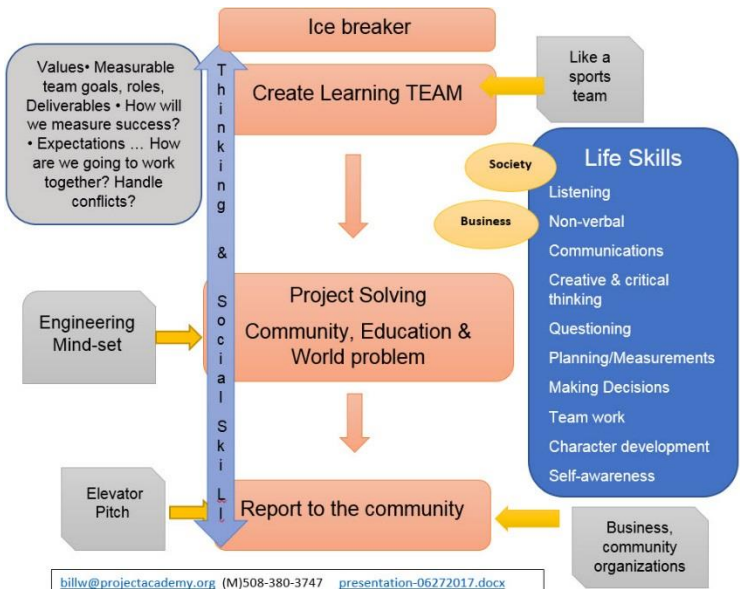 Ice breaker
Values• Measurable
team goals, roles,
Deliverables • How will
we measure success?
• Expectations ... How
are we going to work
together? Handle
conflicts?
Thinking & Social Ski Ll
Create Learning TEAM
Like a
sports
team
Society
Business
Life Skills
Listening
Non-verbal
Communications
Creative & critical
thinking
Questioning
Planning/Measurements
Making Decisions
Team work
Character development
Self-awareness
Engineering
Mind-set
Project Solving
Community, Education &
World problem
Elevator
Pitch
Report to the community
Business,
community
organizations
billw@projectacademy.org (M)508-380-3747 presentation-06272017.docx